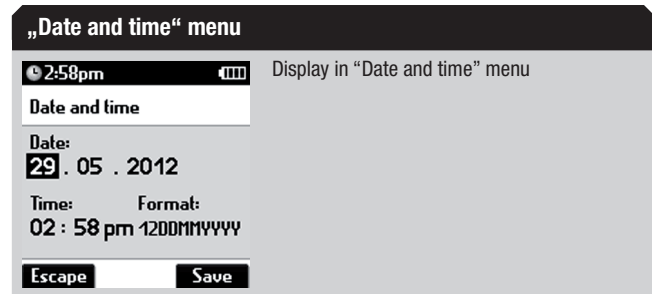 „Date and time“ menu
2:58pm
Display in “Date and time” menu
Date and time
Date:
29 . 05 . 2012
Time: Format:
02 : 58 pm 12DDMMYYYY
Escape Save